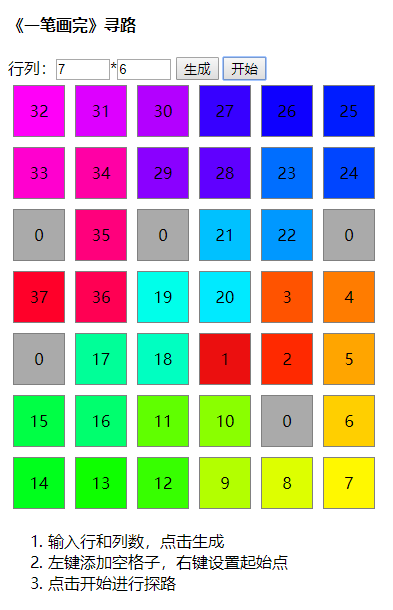 《一笔画完》寻路
行列：7*6 生成 开始
32 31 30 27 26 25
33 34 29 28 23 24
0 35 0 21 22 0
37 36 19 20 3 4
0 17 18 1 2 5
15 16 11 10 0 6
14 13 12 9 8 7
1. 输入行和列数，点击生成
2. 左键添加空格子，右键设置起始点
3. 点击开始进行探路